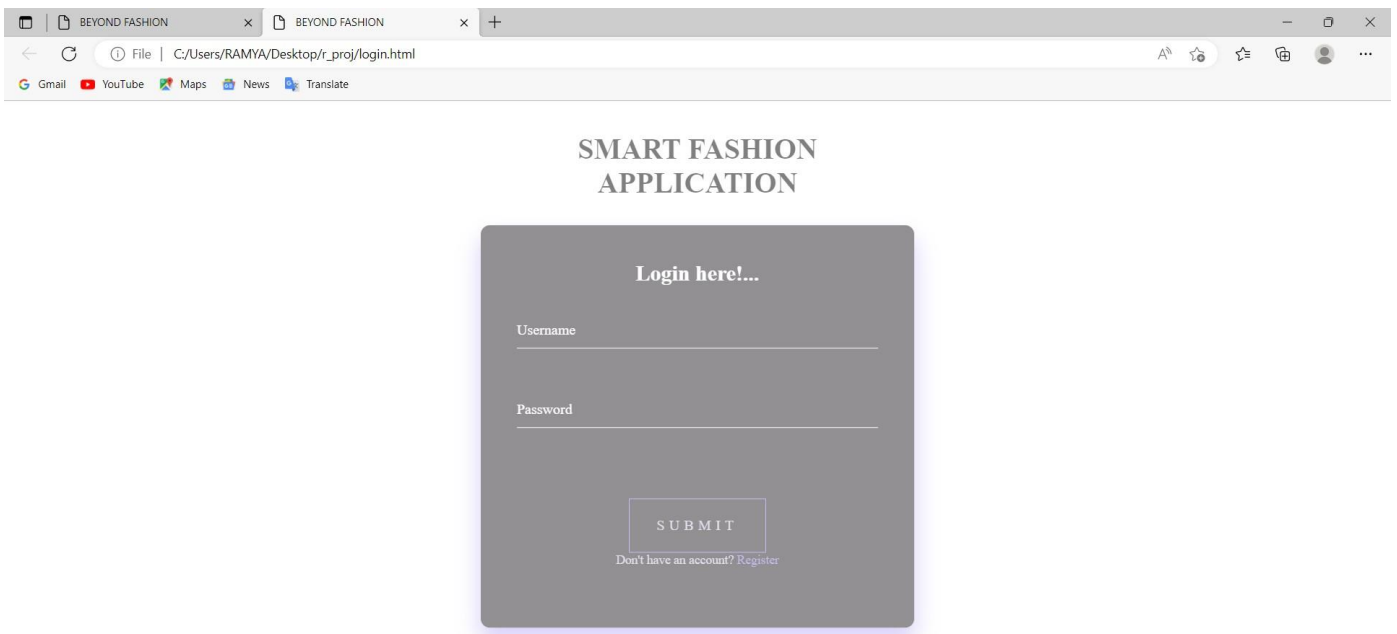 BEYOND FASHION
BEYOND FASHION
File | C:/Users/RAMYA/Desktop/r_proj/login.html
Gmail YouTube Maps News Translate
SMART FASHION
APPLICATION
Login here!...
Username
Password
SUBMIT
Don't have an account? Register